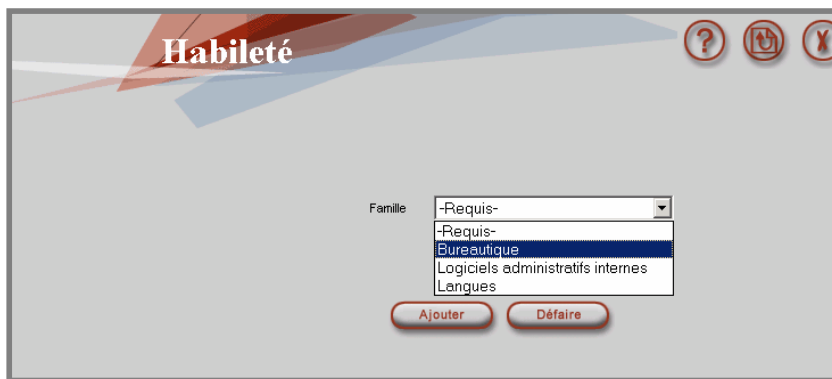 Habileté
?
X
Famille
-Requis-
-Requis-
Bureautique
Logiciels administratifs internes
Langues
Ajouter
Défaire